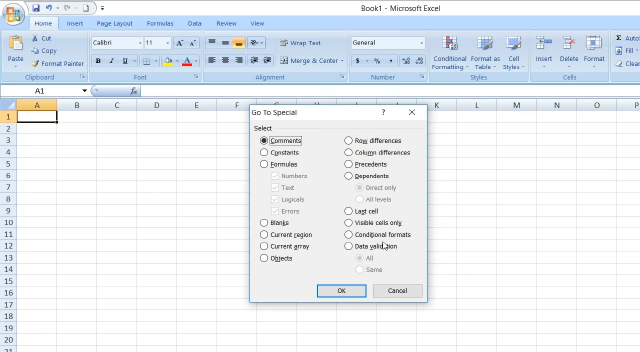 Book1 - Microsoft Excel
Home Insert Page Layout Formulas Data Review View Developer
Paste Cut Copy Format Painter
Calibri 11 A A
B I U A
Wrap Text
Merge & Center
General
$ % ,
Conditional Formatting Format as Table Cell Styles
Insert Delete Format
Clipboard Font Alignment Number Styles Cells
A1 fx
A B C D E F K L M N O P
1
2
3
4
5
6
7
8
9
10
11
12
13
14
15
16
17
18
19
20
21
Go To Special ?
Select
Comments Row differences
Constants Column differences
Formulas Precedents
Numbers Dependents
Text Direct only
Logicals All levels
Errors Last cell
Blanks Visible cells only
Current region Conditional formats
Current array Data validation
Objects All
Same
OK Cancel